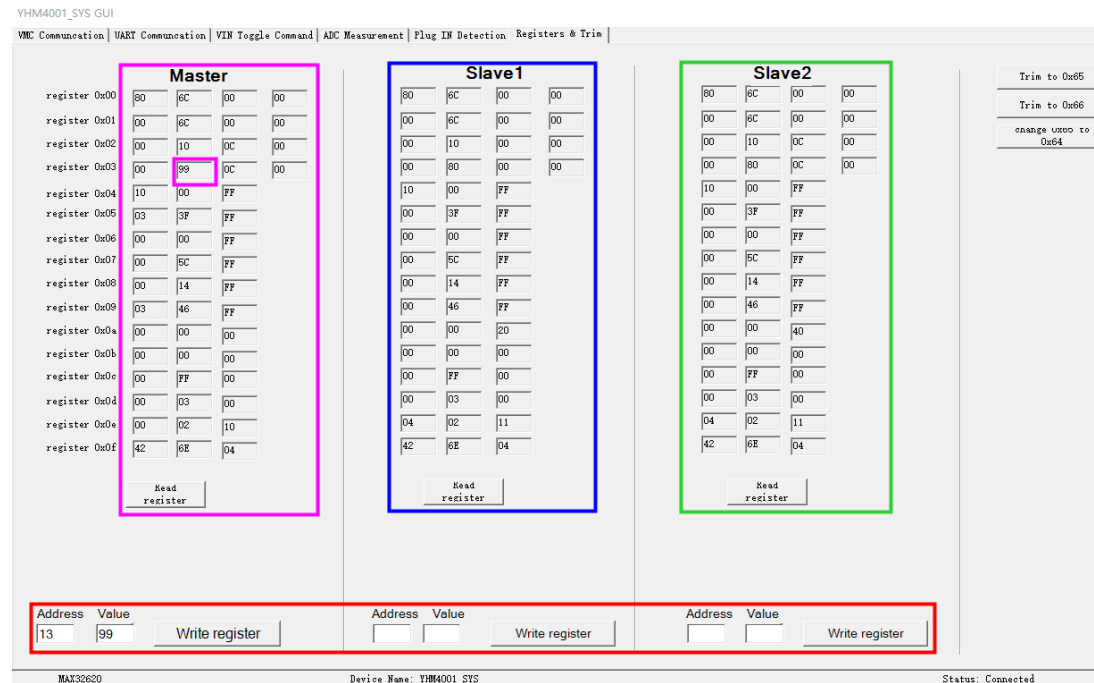 YHM4001_SYS GUI
VMC Communcation UART Communcation VIN Toggle Command ADC Measurement Plug IN Detection Registers & Trim
Master Slave1 Slave2
register 0x00 80 6C 00 00 80 6C 00 00 80 6C 00 00
register 0x01 00 6C 00 00 00 6C 00 00 00 6C 00 00
register 0x02 00 10 0C 00 00 10 00 00 00 10 0C 00
register 0x03 00 99 0C 00 00 80 00 00 00 80 0C 00
register 0x04 10 00 FF 10 00 FF 10 00 FF
register 0x05 03 3F FF 00 3F FF 00 3F FF
register 0x06 00 00 FF 00 00 FF 00 00 FF
register 0x07 00 5C FF 00 5C FF 00 5C FF
register 0x08 00 14 FF 00 14 FF 00 14 FF
register 0x09 03 46 FF 00 46 FF 00 46 FF
register 0x0a 00 00 00 00 00 20 00 00 40
register 0x0b 00 00 00 00 00 00 00 00 00
register 0x0c 00 FF 00 00 FF 00 00 FF 00
register 0x0d 00 03 00 00 03 00 00 03 00
register 0x0e 00 02 10 04 02 11 04 02 11
register 0x0f 42 6E 04 42 6E 04 42 6E 04
Read register
Read register
Read register
Trim to 0x65
Trim to 0x66
change 0x65 to
0x64
Address Value Address Value Address Value
13 99 Write register Write register Write register
MAX32620 Device Name: YHM4001 SYS Status: Connected